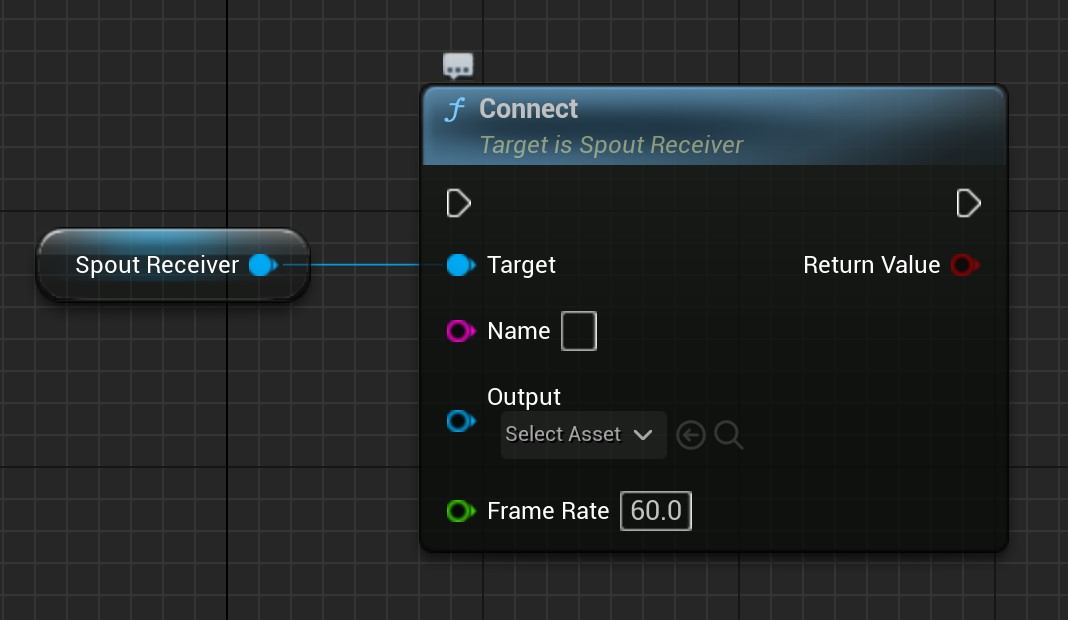 Connect
Target is Spout Receiver
Spout Receiver
Target
Return Value
Name
Output
Select Asset
Frame Rate 60.0